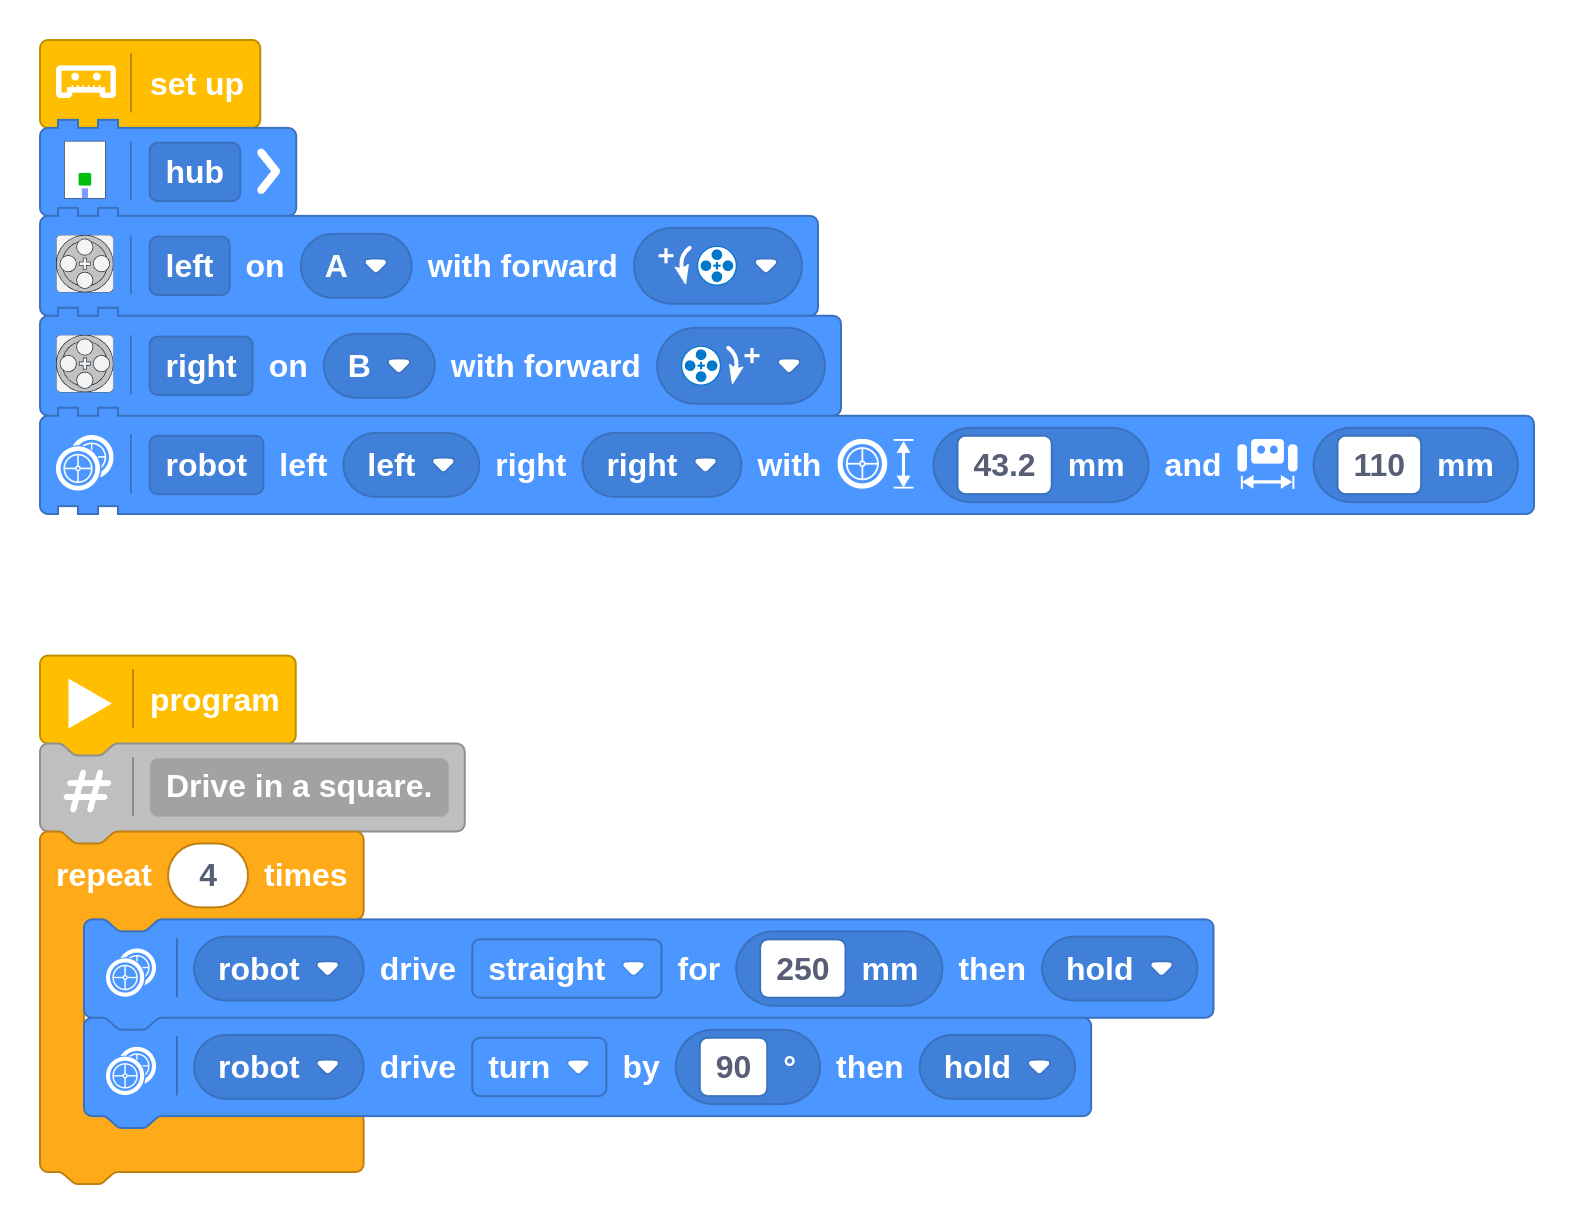 set up
hub
left on A with forward +
right on B with forward +
robot left left right right with 43.2 mm and 110 mm
program
# Drive in a square.
repeat 4 times
robot drive straight for 250 mm then hold
robot drive turn by 90 ° then hold